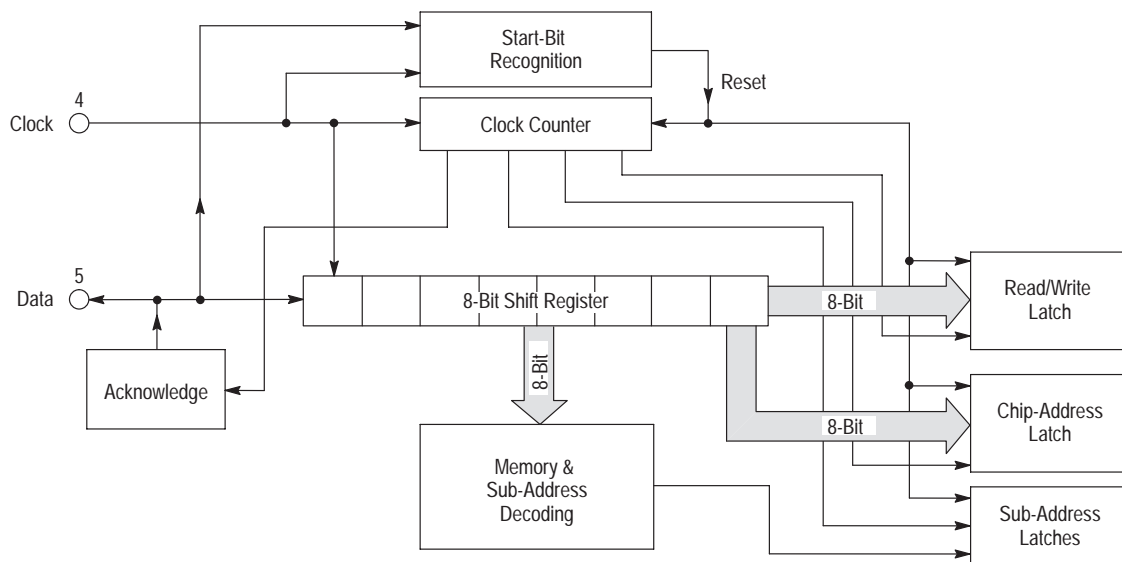 Start-Bit
Recognition
Reset
4
Clock
Clock Counter
5
Data
8-Bit Shift Register
8-Bit
Read/Write
Latch
8-Bit
Acknowledge
Chip-Address
Latch
8-Bit
Memory &
Sub-Address
Decoding
Sub-Address
Latches